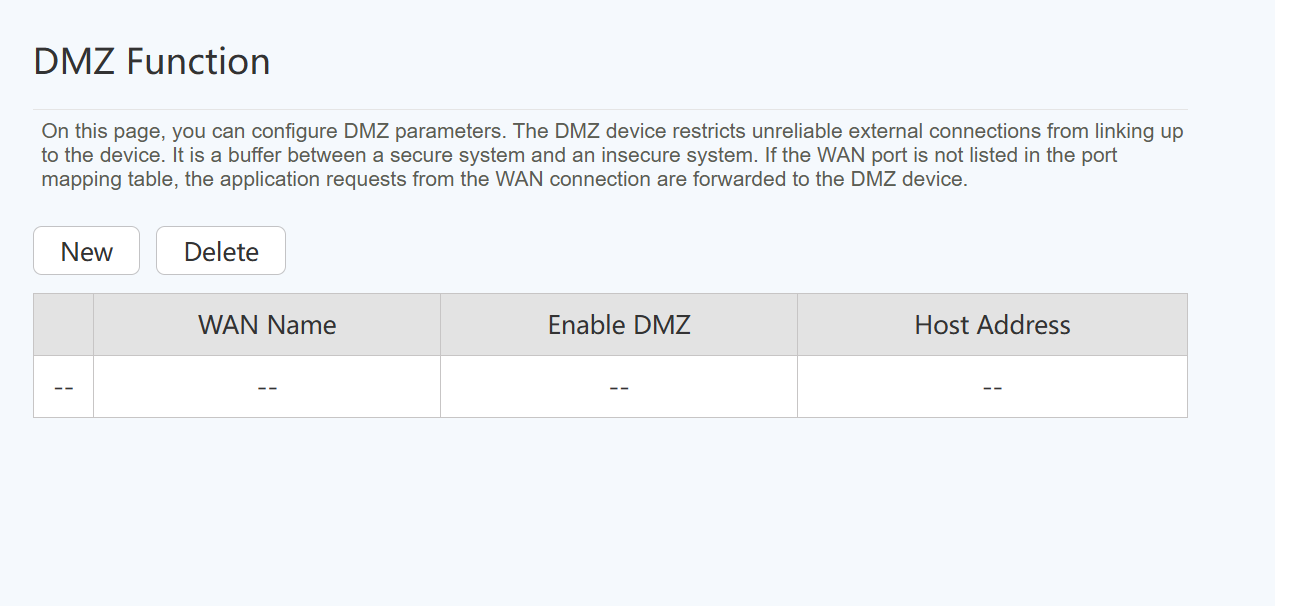 DMZ Function
On this page, you can configure DMZ parameters. The DMZ device restricts unreliable external connections from linking up
to the device. It is a buffer between a secure system and an insecure system. If the WAN port is not listed in the port
mapping table, the application requests from the WAN connection are forwarded to the DMZ device.
New Delete
WAN Name Enable DMZ Host Address
-- -- -- --